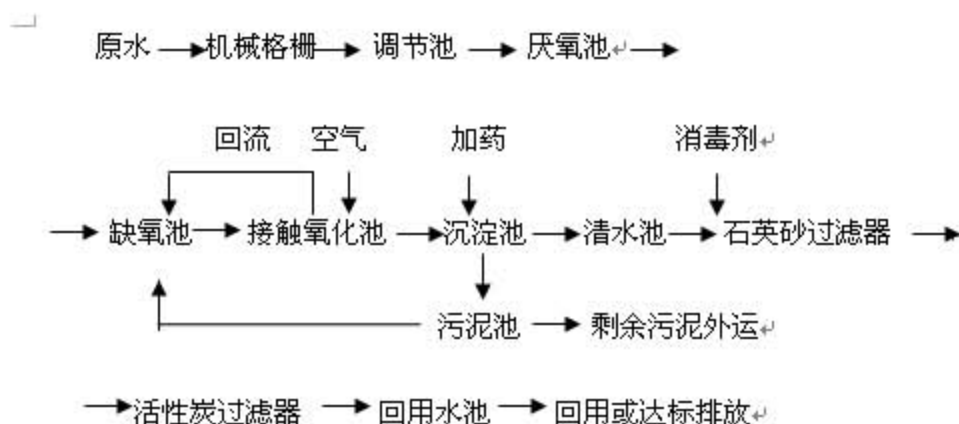 原水 机械格栅 调节池 厌氧池
回流 空气 加药 消毒剂
缺氧池 接触氧化池 沉淀池 清水池 石英砂过滤器
污泥池 剩余污泥外运
活性炭过滤器 回用水池 回用或达标排放